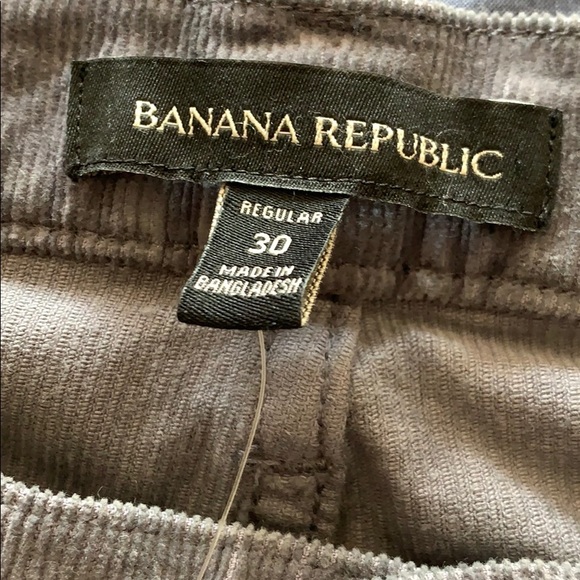 BANANA REPUBLIC
REGULAR
30
MADE IN
BANGLADESH